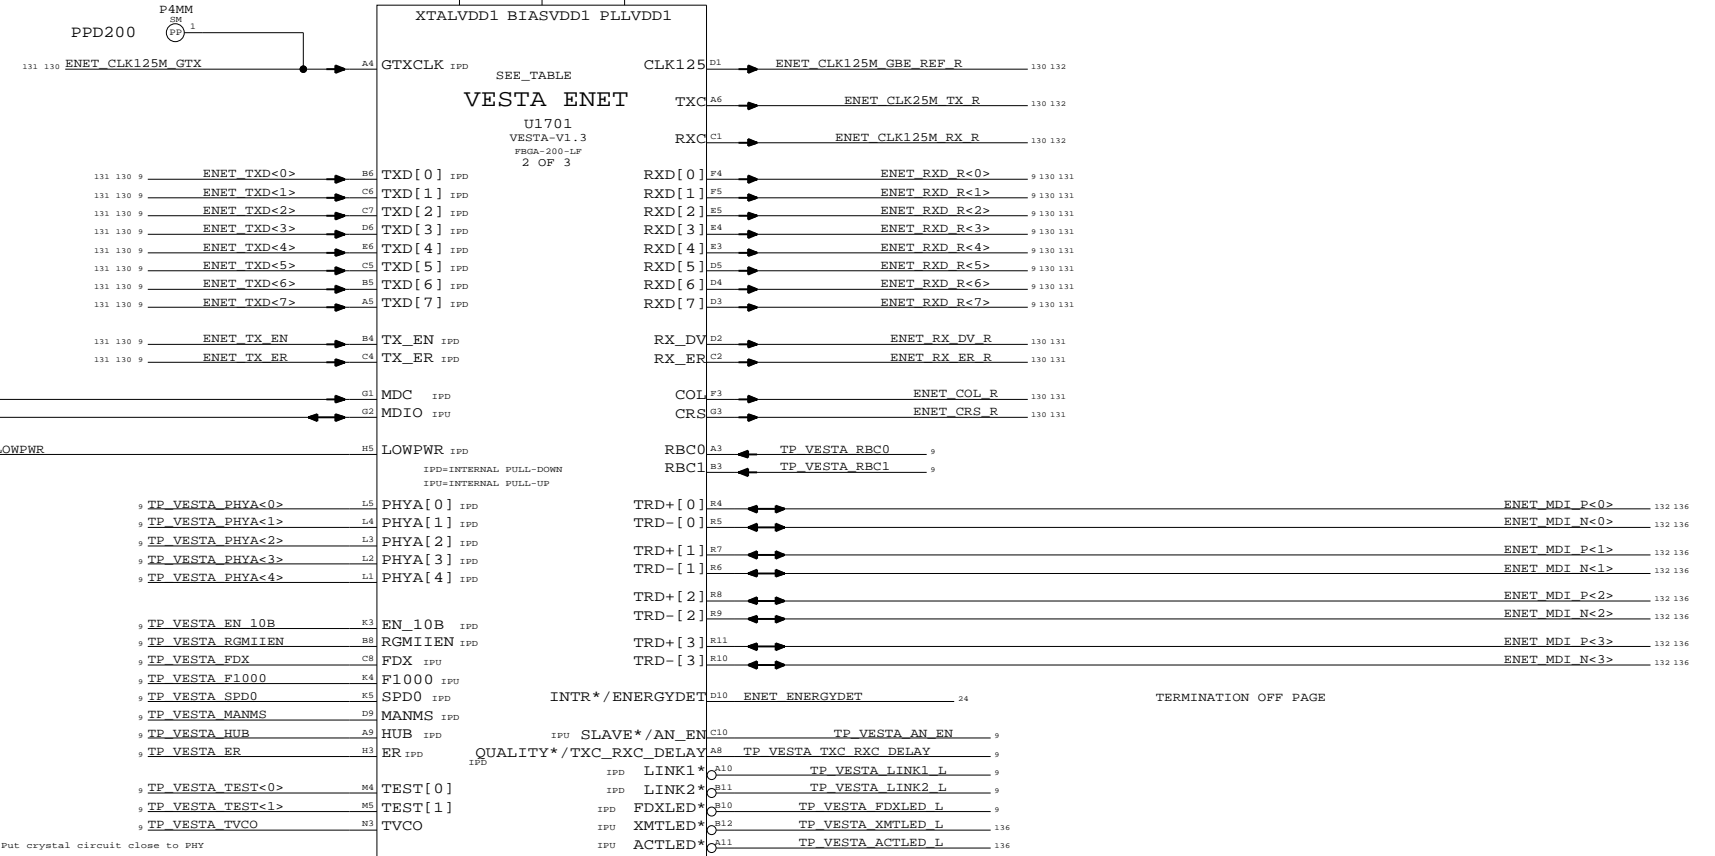 P4MM
SM
PPD200 PP 1
XTALVDD1 BIASVDD1 PLLVDD1
131 130 ENET_CLK125M_GTX A4 GTXCLK IPD CLK125 D1 ENET_CLK125M_GBE_REF_R 130 132
SEE_TABLE
VESTA ENET TXC A6 ENET_CLK25M_TX_R 130 132
U1701
VESTA-V1.3 RXC C1 ENET_CLK125M_RX_R 130 132
FBGA-200-LF
2 OF 3
131 130 9 ENET_TXD<0> B6 TXD[0] IPD RXD[0] F4 ENET_RXD_R<0> 9 130 131
131 130 9 ENET_TXD<1> C6 TXD[1] IPD RXD[1] F5 ENET_RXD_R<1> 9 130 131
131 130 9 ENET_TXD<2> C7 TXD[2] IPD RXD[2] E5 ENET_RXD_R<2> 9 130 131
131 130 9 ENET_TXD<3> D6 TXD[3] IPD RXD[3] E4 ENET_RXD_R<3> 9 130 131
131 130 9 ENET_TXD<4> E6 TXD[4] IPD RXD[4] E3 ENET_RXD_R<4> 9 130 131
131 130 9 ENET_TXD<5> C5 TXD[5] IPD RXD[5] D5 ENET_RXD_R<5> 9 130 131
131 130 9 ENET_TXD<6> B5 TXD[6] IPD RXD[6] D4 ENET_RXD_R<6> 9 130 131
131 130 9 ENET_TXD<7> A5 TXD[7] IPD RXD[7] D3 ENET_RXD_R<7> 9 130 131
131 130 9 ENET_TX_EN B4 TX_EN IPD RX_DV D2 ENET_RX_DV_R 130 131
131 130 9 ENET_TX_ER C4 TX_ER IPD RX_ER C2 ENET_RX_ER_R 130 131
G1 MDC IPD COL F3 ENET_COL_R 130 131
G2 MDIO IPU CRS G3 ENET_CRS_R 130 131
LOWPWR H5 LOWPWR IPD RBC0 A3 TP_VESTA_RBC0 9
IPD=INTERNAL PULL-DOWN RBC1 B3 TP_VESTA_RBC1 9
IPU=INTERNAL PULL-UP
9 TP_VESTA_PHYA<0> L5 PHYA[0] IPD TRD+[0] R4 ENET_MDI_P<0> 132 136
9 TP_VESTA_PHYA<1> L4 PHYA[1] IPD TRD-[0] R5 ENET_MDI_N<0> 132 136
9 TP_VESTA_PHYA<2> L3 PHYA[2] IPD TRD+[1] R7 ENET_MDI_P<1> 132 136
9 TP_VESTA_PHYA<3> L2 PHYA[3] IPD TRD-[1] R6 ENET_MDI_N<1> 132 136
9 TP_VESTA_PHYA<4> L1 PHYA[4] IPD
TRD+[2] R8 ENET_MDI_P<2> 132 136
TRD-[2] R9 ENET_MDI_N<2> 132 136
9 TP_VESTA_EN_10B K3 EN_10B IPD
9 TP_VESTA_RGMIIEN B8 RGMIIEN IPD TRD+[3] R11 ENET_MDI_P<3> 132 136
9 TP_VESTA_FDX C8 FDX IPU TRD-[3] R10 ENET_MDI_N<3> 132 136
9 TP_VESTA_F1000 K4 F1000 IPU
9 TP_VESTA_SPD0 K5 SPD0 IPD INTR*/ENERGYDET D10 ENET_ENERGYDET 24 TERMINATION OFF PAGE
9 TP_VESTA_MANMS D9 MANMS IPD
9 TP_VESTA_HUB A9 HUB IPD IPU SLAVE*/AN_EN C10 TP_VESTA_AN_EN 9
9 TP_VESTA_ER H3 ER IPD QUALITY*/TXC_RXC_DELAY A8 TP_VESTA_TXC_RXC_DELAY 9
IPD
IPD LINK1* A10 TP_VESTA_LINK1_L 9
9 TP_VESTA_TEST<0> M4 TEST[0] IPD LINK2* B11 TP_VESTA_LINK2_L 9
9 TP_VESTA_TEST<1> M5 TEST[1] IPD FDXLED* B10 TP_VESTA_FDXLED_L 9
9 TP_VESTA_TVCO N3 TVCO IPU XMTLED* B12 TP_VESTA_XMTLED_L 136
Put crystal circuit close to PHY IPU ACTLED* A11 TP_VESTA_ACTLED_L 136